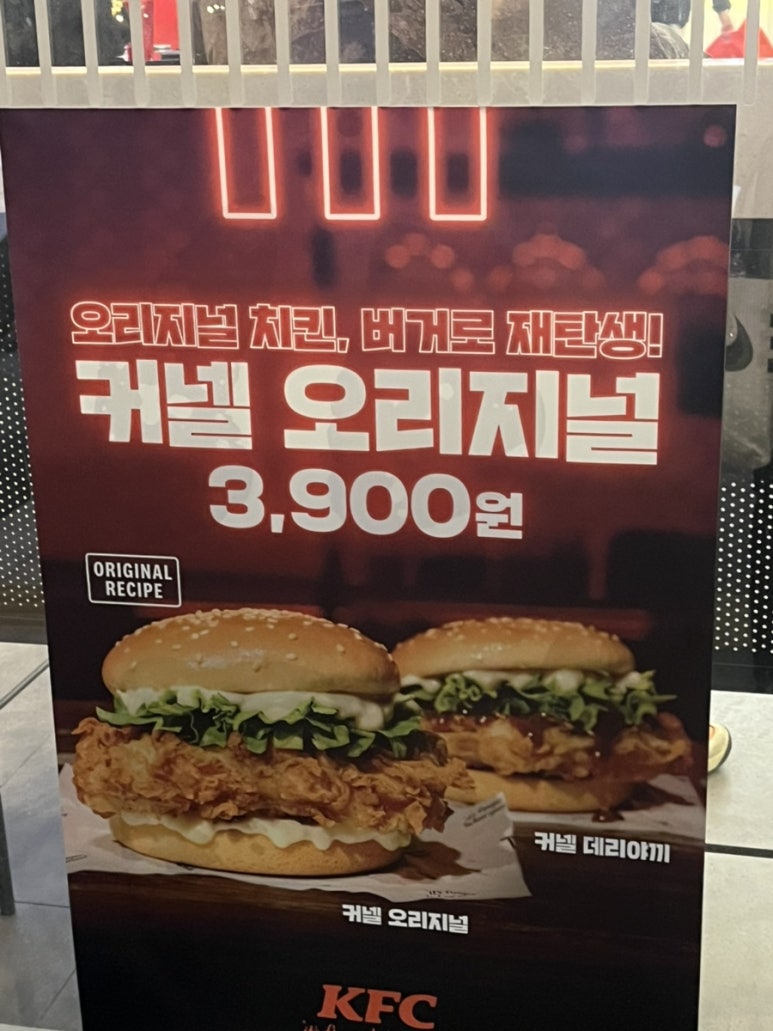 오리지널 치킨, 버거로 재탄생!
커넬 오리지널
3,900원
ORIGINAL
RECIPE
커넬 데리야끼
커넬 오리지널
KFC